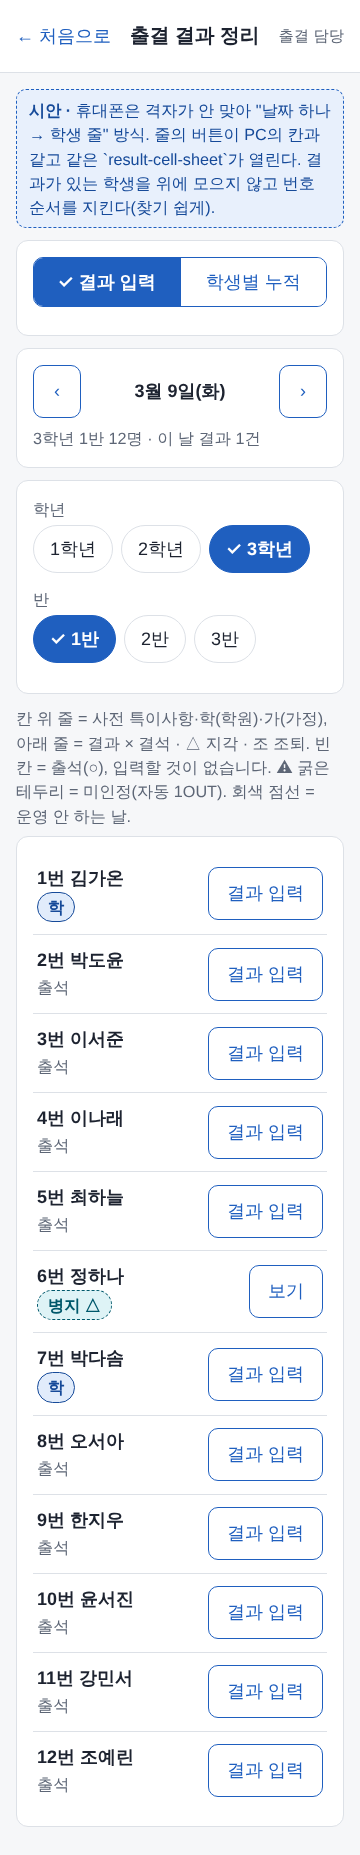 ← 처음으로 출결 결과 정리 출결 담당
시안 · 휴대폰은 격자가 안 맞아 "날짜 하나
→ 학생 줄" 방식. 줄의 버튼이 PC의 칸과
같고 같은 `result-cell-sheet`가 열린다. 결
과가 있는 학생을 위에 모으지 않고 번호
순서를 지킨다(찾기 쉽게).
✓ 결과 입력 학생별 누적
‹ 3월 9일(화) ›
3학년 1반 12명 · 이 날 결과 1건
학년
1학년 2학년 ✓ 3학년
반
✓ 1반 2반 3반
칸 위 줄 = 사전 특이사항·학(학원)·가(가정),
아래 줄 = 결과 × 결석 · △ 지각 · 조 조퇴. 빈
칸 = 출석(○), 입력할 것이 없습니다. ⚠ 굵은
테두리 = 미인정(자동 1OUT). 회색 점선 =
운영 안 하는 날.
1번 김가온
학
결과 입력
2번 박도윤
출석
결과 입력
3번 이서준
출석
결과 입력
4번 이나래
출석
결과 입력
5번 최하늘
출석
결과 입력
6번 정하나
병지 △
보기
7번 박다솜
학
결과 입력
8번 오서아
출석
결과 입력
9번 한지우
출석
결과 입력
10번 윤서진
출석
결과 입력
11번 강민서
출석
결과 입력
12번 조예린
출석
결과 입력